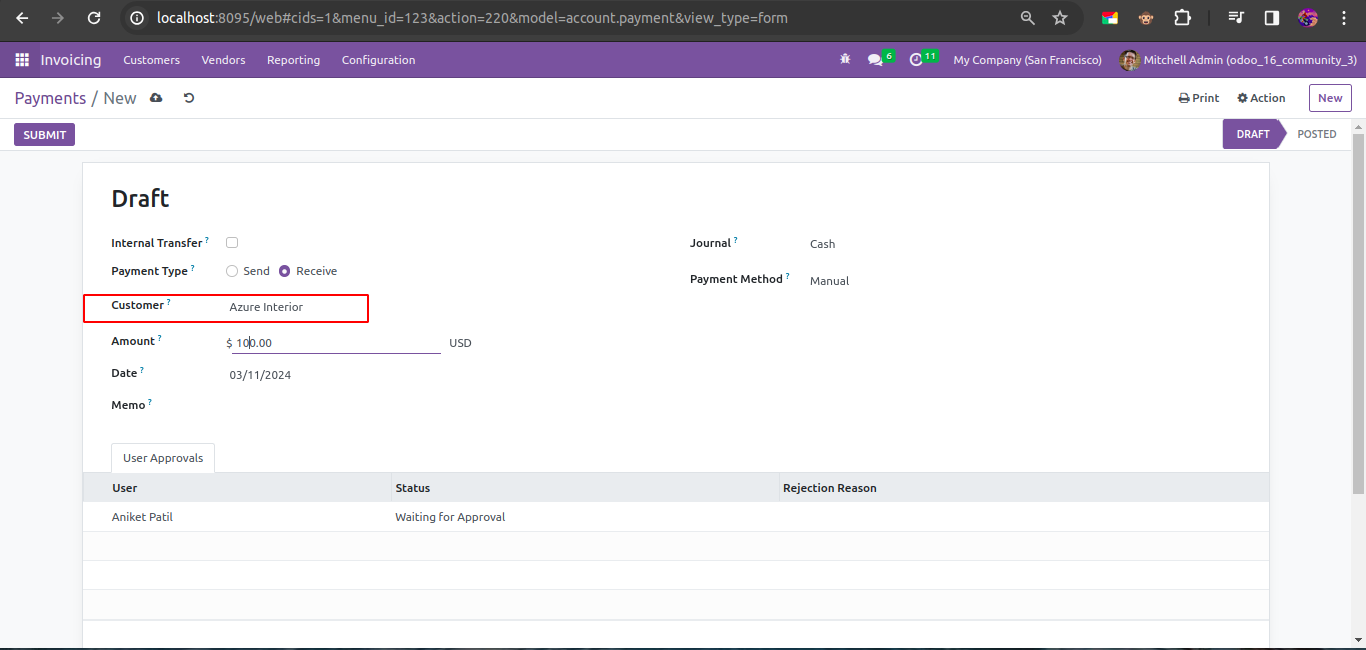 localhost:8095/web#cids=1&menu_id=123&action=220&model=account.payment&view_type=form
Invoicing Customers Vendors Reporting Configuration 6 11 My Company (San Francisco) Mitchell Admin (odoo_16_community_3)
Payments / New Print Action New
SUBMIT DRAFT POSTED
Draft
Internal Transfer ? Journal ? Cash
Payment Type ? Send Receive Payment Method ? Manual
Customer ? Azure Interior
Amount ? $ 100.00 USD
Date ? 03/11/2024
Memo ?
User Approvals
User Status Rejection Reason
Aniket Patil Waiting for Approval